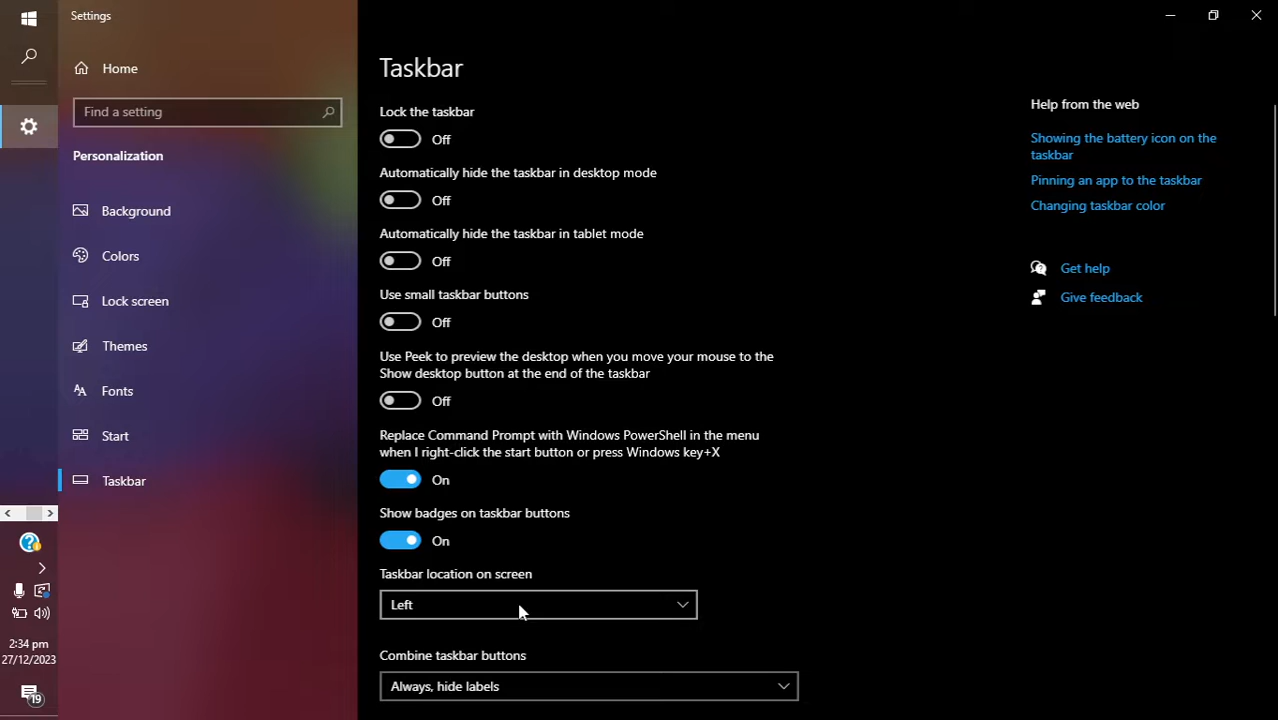 Settings
Home
Find a setting
Personalization
Background
Colors
Lock screen
Themes
Fonts
Start
Taskbar
2:34 pm
27/12/2023
19
Taskbar
Lock the taskbar
Off
Automatically hide the taskbar in desktop mode
Off
Automatically hide the taskbar in tablet mode
Off
Use small taskbar buttons
Off
Use Peek to preview the desktop when you move your mouse to the
Show desktop button at the end of the taskbar
Off
Replace Command Prompt with Windows PowerShell in the menu
when I right-click the start button or press Windows key+X
On
Show badges on taskbar buttons
On
Taskbar location on screen
Left
Combine taskbar buttons
Always, hide labels
Help from the web
Showing the battery icon on the
taskbar
Pinning an app to the taskbar
Changing taskbar color
Get help
Give feedback